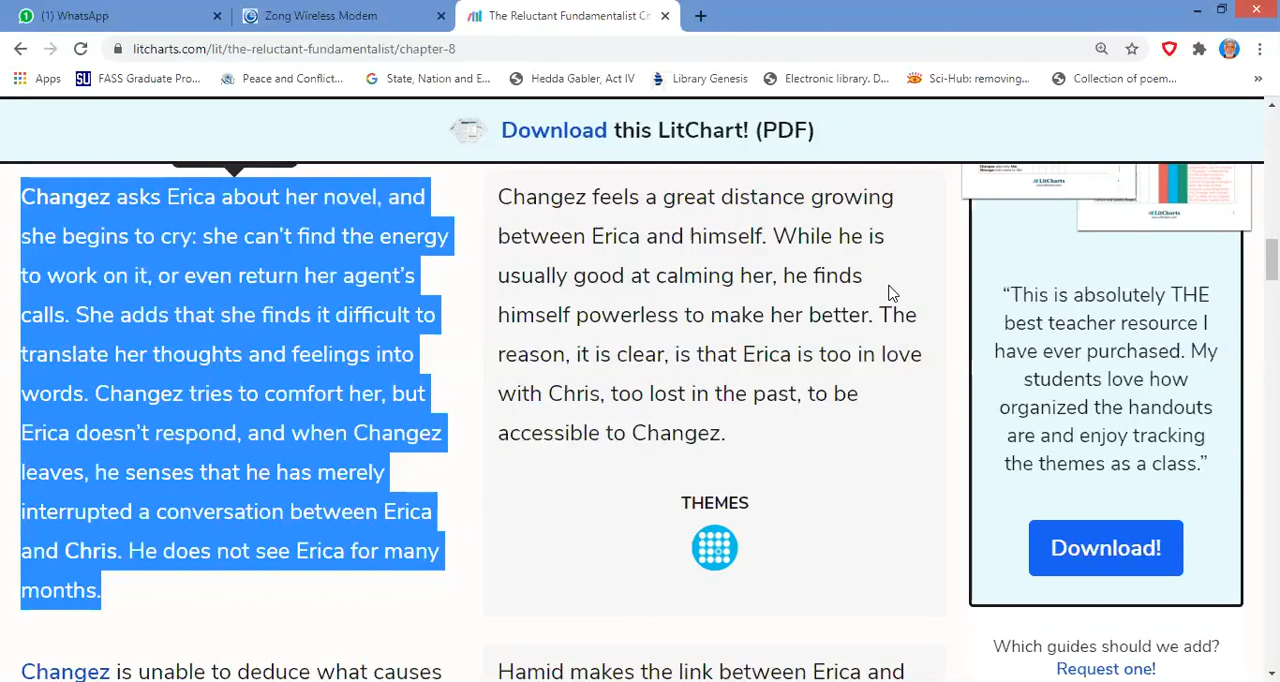 (1) WhatsApp
Zong Wireless Modem
The Reluctant Fundamentalist Ch
litcharts.com/lit/the-reluctant-fundamentalist/chapter-8
Apps
SU FASS Graduate Pro...
Peace and Conflict...
State, Nation and E...
Hedda Gabler, Act IV
Library Genesis
Electronic library. D...
Sci-Hub: removing...
Collection of poem...
»
Download this LitChart! (PDF)
Changez asks Erica about her novel, and
she begins to cry: she can’t find the energy
to work on it, or even return her agent’s
calls. She adds that she finds it difficult to
translate her thoughts and feelings into
words. Changez tries to comfort her, but
Erica doesn’t respond, and when Changez
leaves, he senses that he has merely
interrupted a conversation between Erica
and Chris. He does not see Erica for many
months.
Changez is unable to deduce what causes
Changez feels a great distance growing
between Erica and himself. While he is
usually good at calming her, he finds
himself powerless to make her better. The
reason, it is clear, is that Erica is too in love
with Chris, too lost in the past, to be
accessible to Changez.
THEMES
Hamid makes the link between Erica and
LitCharts
LitCharts
“This is absolutely THE
best teacher resource I
have ever purchased. My
students love how
organized the handouts
are and enjoy tracking
the themes as a class.”
Download!
Which guides should we add?
Request one!